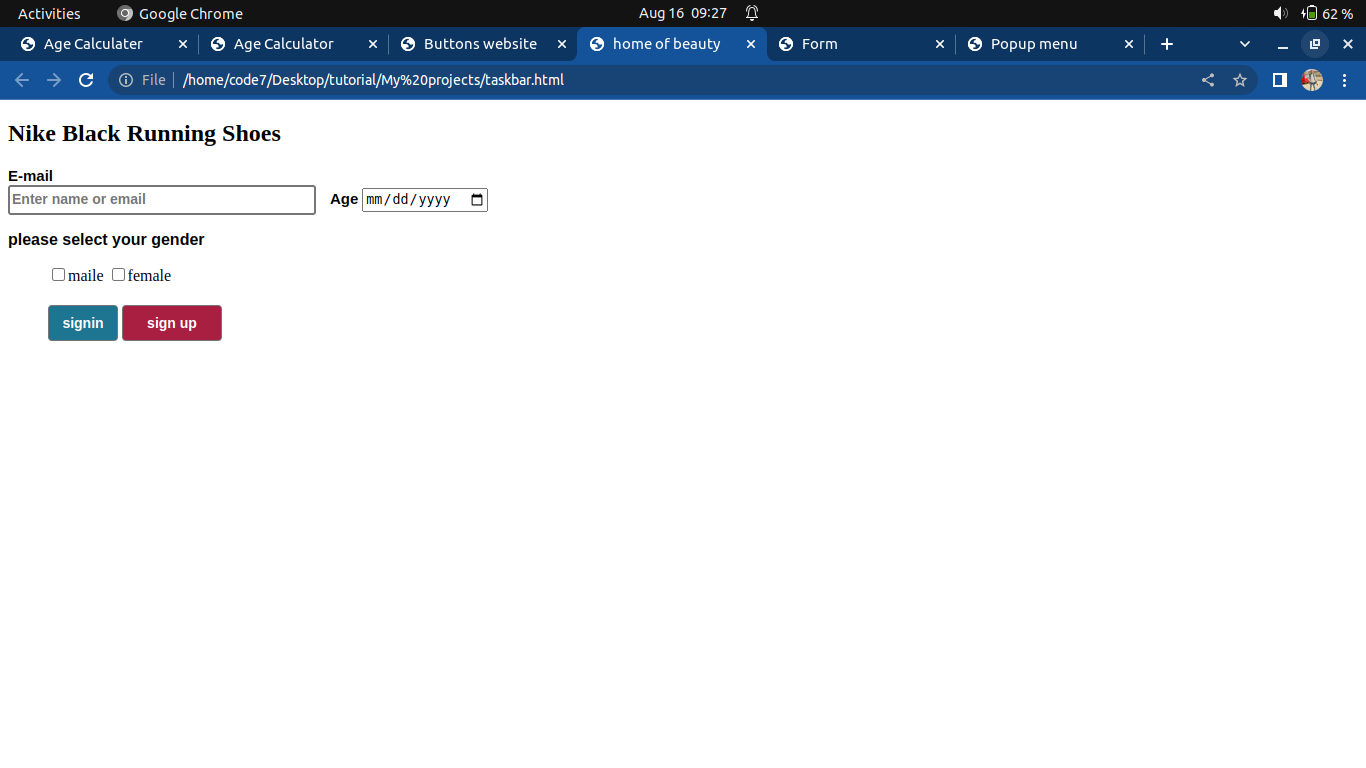 Activities Google Chrome Aug 16 09:27 62 %
Age Calculater Age Calculator Buttons website home of beauty Form Popup menu
File /home/code7/Desktop/tutorial/My%20projects/taskbar.html
Nike Black Running Shoes
E-mail
Enter name or email Age mm/dd/yyyy
please select your gender
maile female
signin sign up